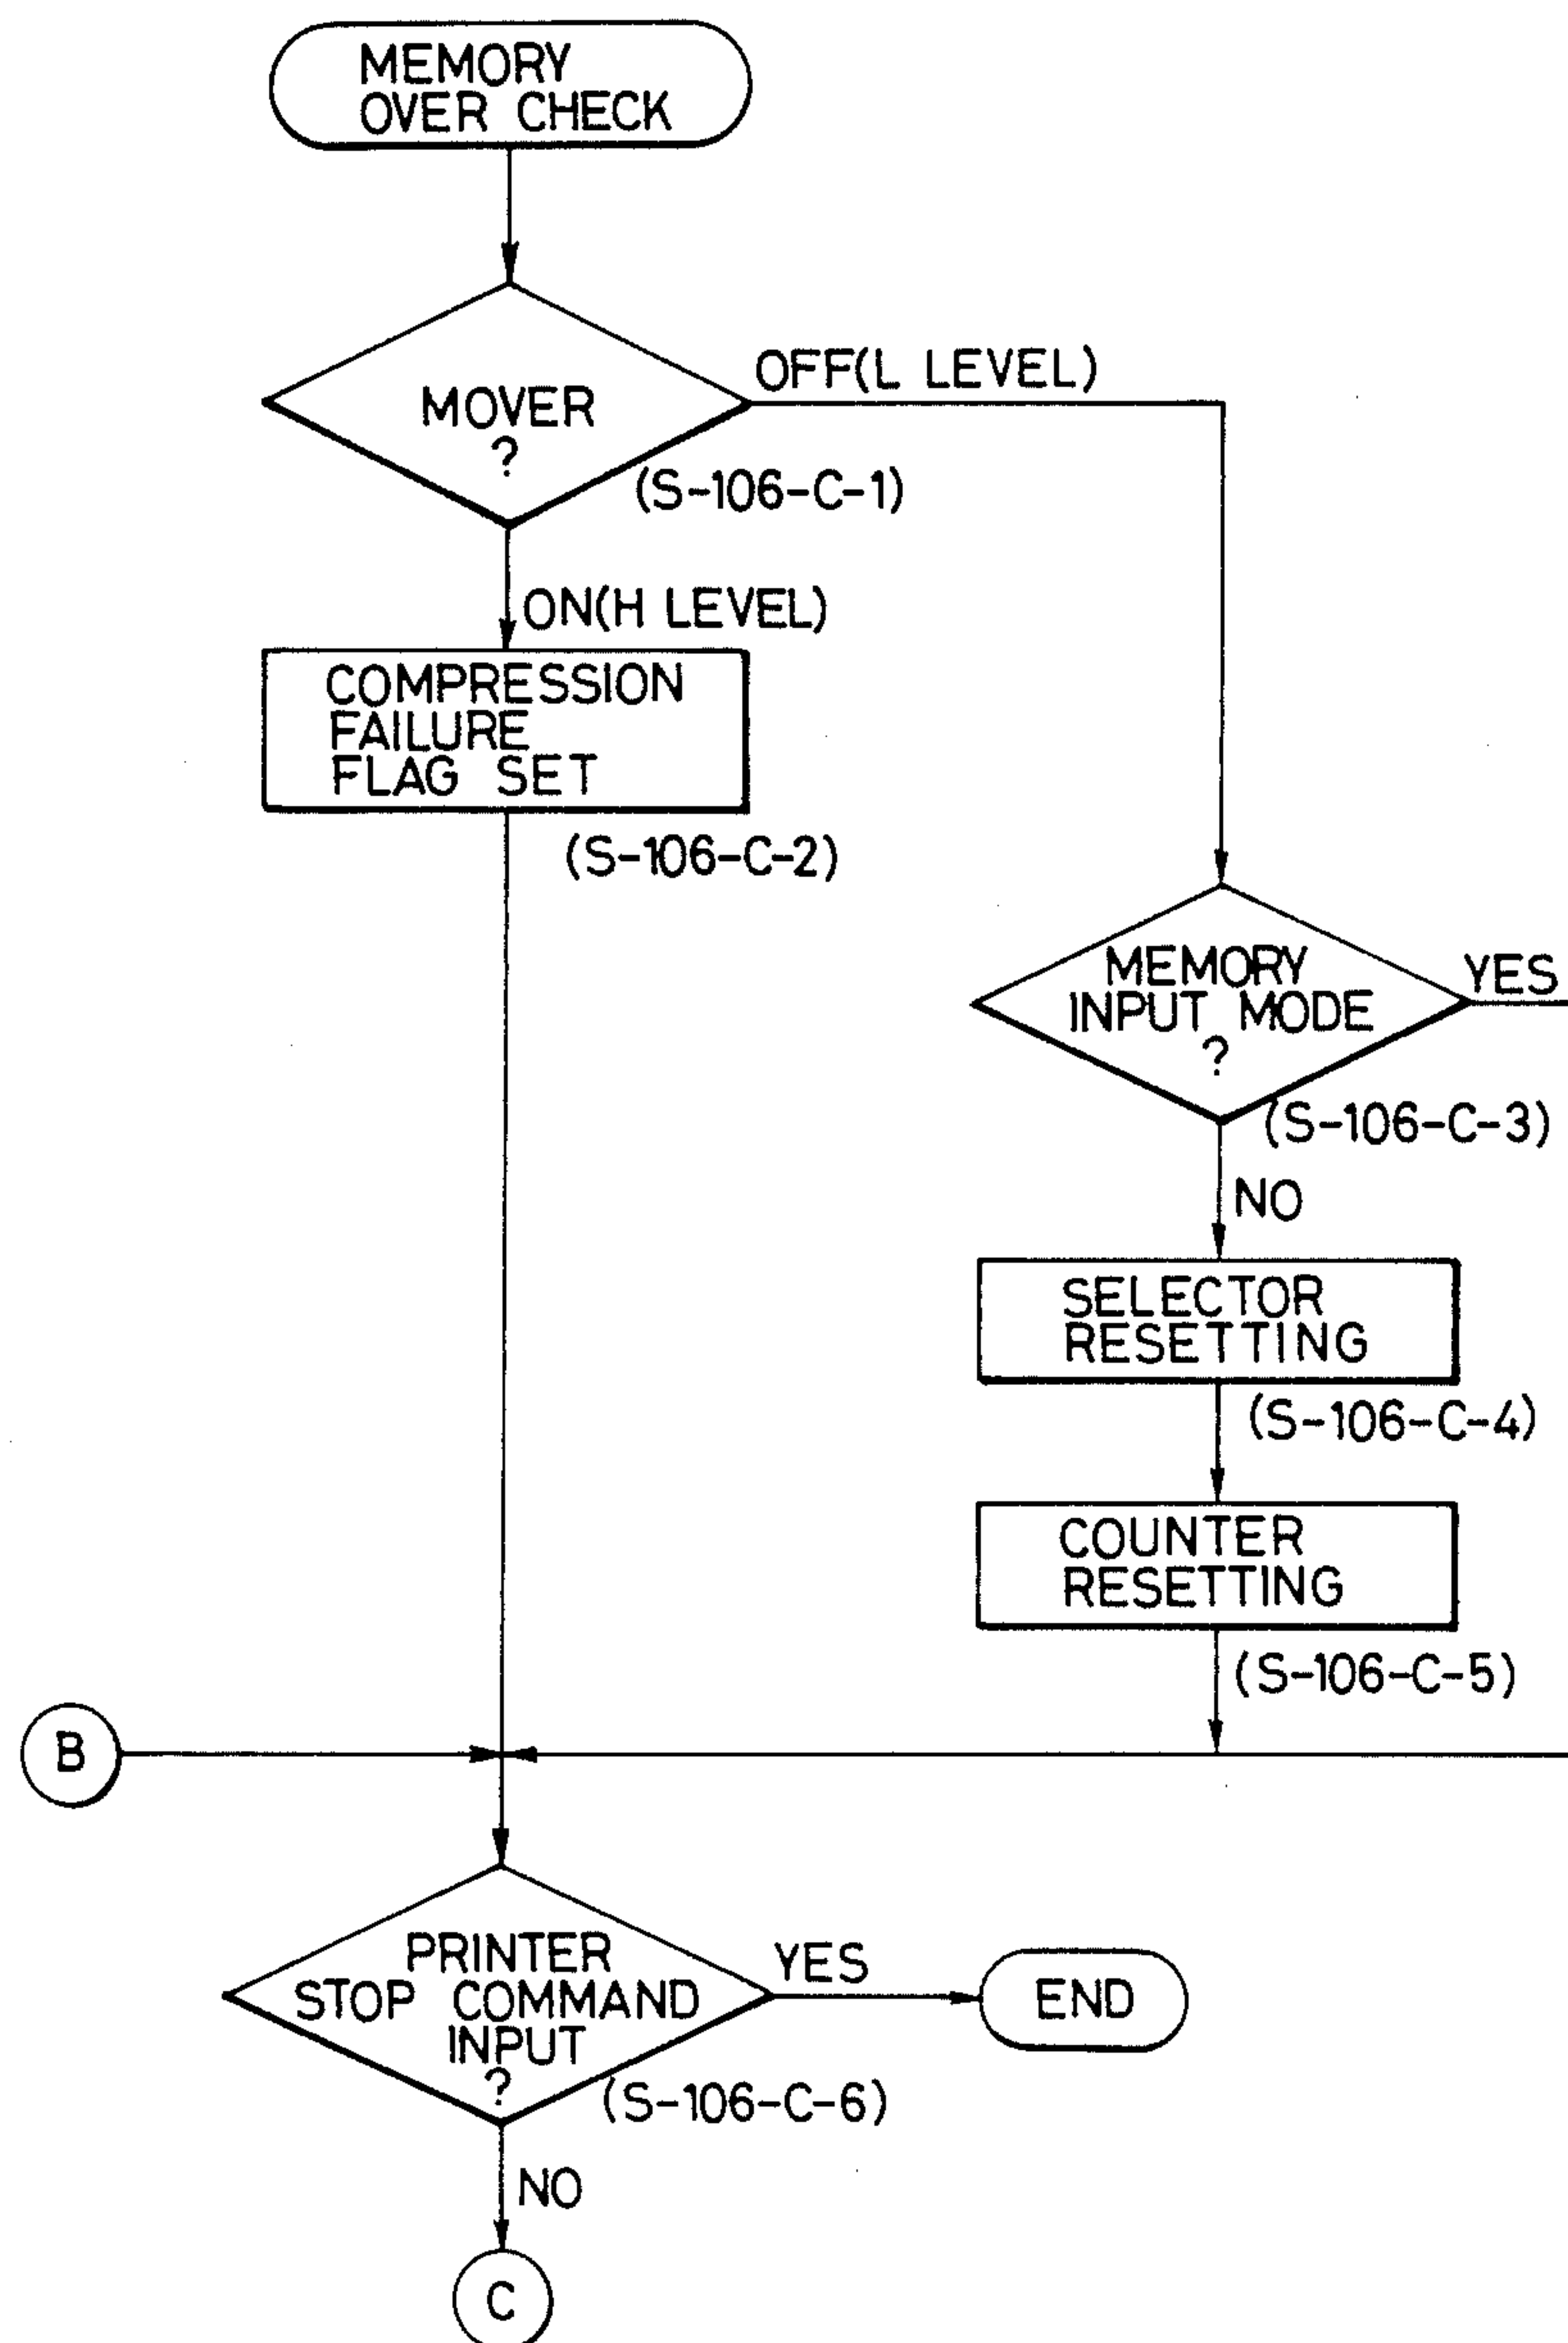 MEMORY
OVER CHECK
MOVER
?
OFF(L LEVEL)
(S-106-C-1)
ON(H LEVEL)
COMPRESSION
FAILURE
FLAG SET
(S-106-C-2)
MEMORY
INPUT MODE
?
YES
(S-106-C-3)
NO
SELECTOR
RESETTING
(S-106-C-4)
COUNTER
RESETTING
(S-106-C-5)
B
PRINTER
STOP COMMAND
INPUT
?
YES
END
(S-106-C-6)
NO
C